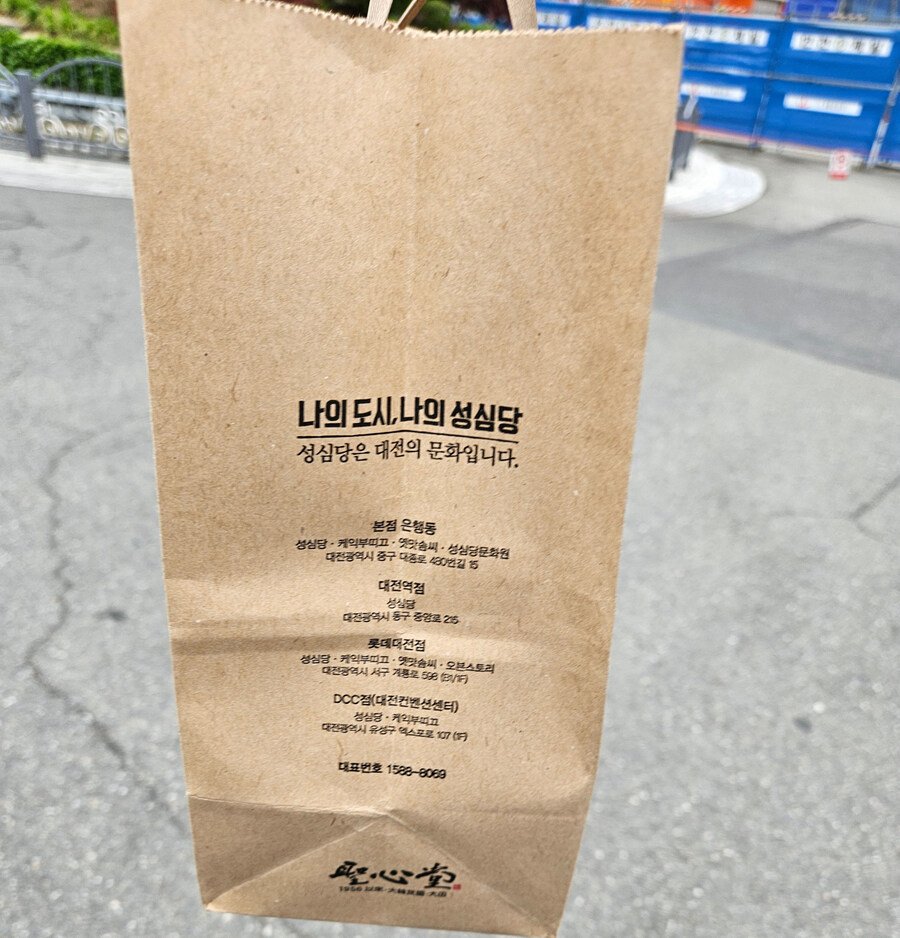 나의 도시, 나의 성심당
성심당은 대전의 문화입니다.
본점 은행동
성심당 · 케익부띠끄 · 옛맛솜씨 · 성심당문화원
대전광역시 중구 대종로 480번길 15
대전역점
성심당
대전광역시 동구 중앙로 215
롯데대전점
성심당 · 케익부띠끄 · 옛맛솜씨 · 오븐스토리
대전광역시 서구 계룡로 598 (B1/1F)
DCC점(대전컨벤션센터)
성심당 · 케익부띠끄
대전광역시 유성구 엑스포로 107 (1F)
대표번호 1588-8069
聖心堂
1956 以來